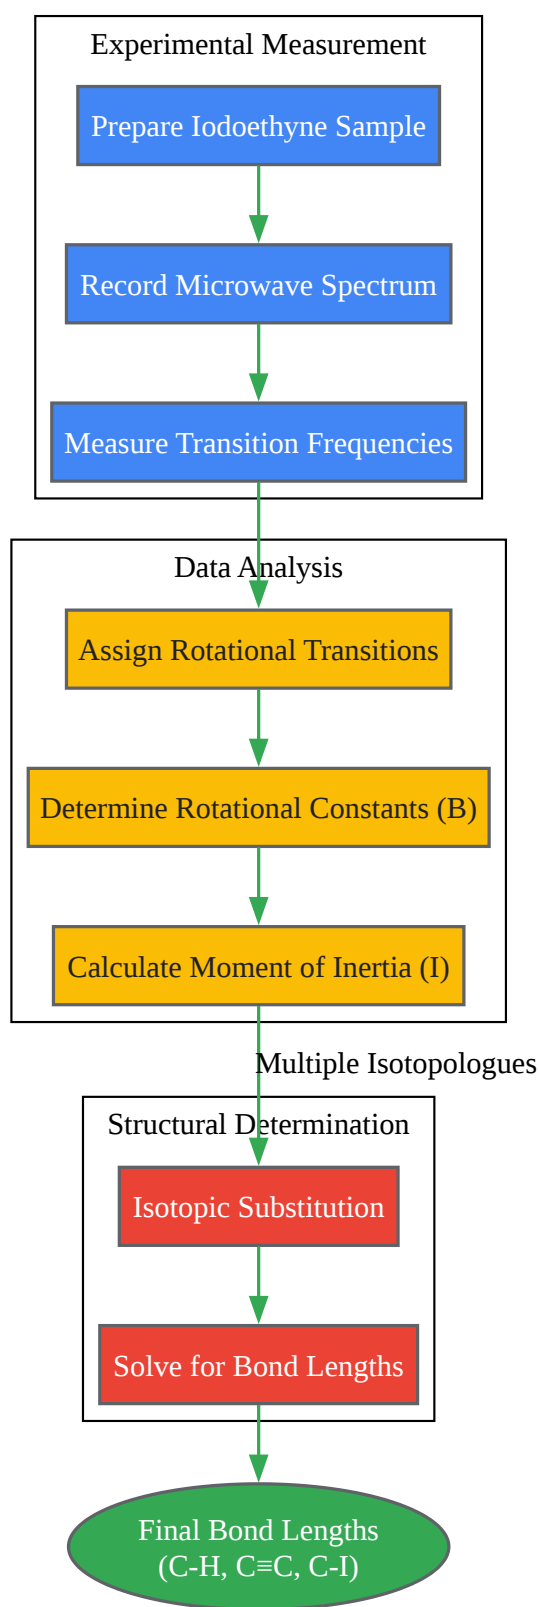 Experimental Measurement
Prepare Iodoethyne Sample
Record Microwave Spectrum
Measure Transition Frequencies
Data Analysis
Assign Rotational Transitions
Determine Rotational Constants (B)
Calculate Moment of Inertia (I)
Multiple Isotopologues
Structural Determination
Isotopic Substitution
Solve for Bond Lengths
Final Bond Lengths
(C-H, C≡C, C-I)